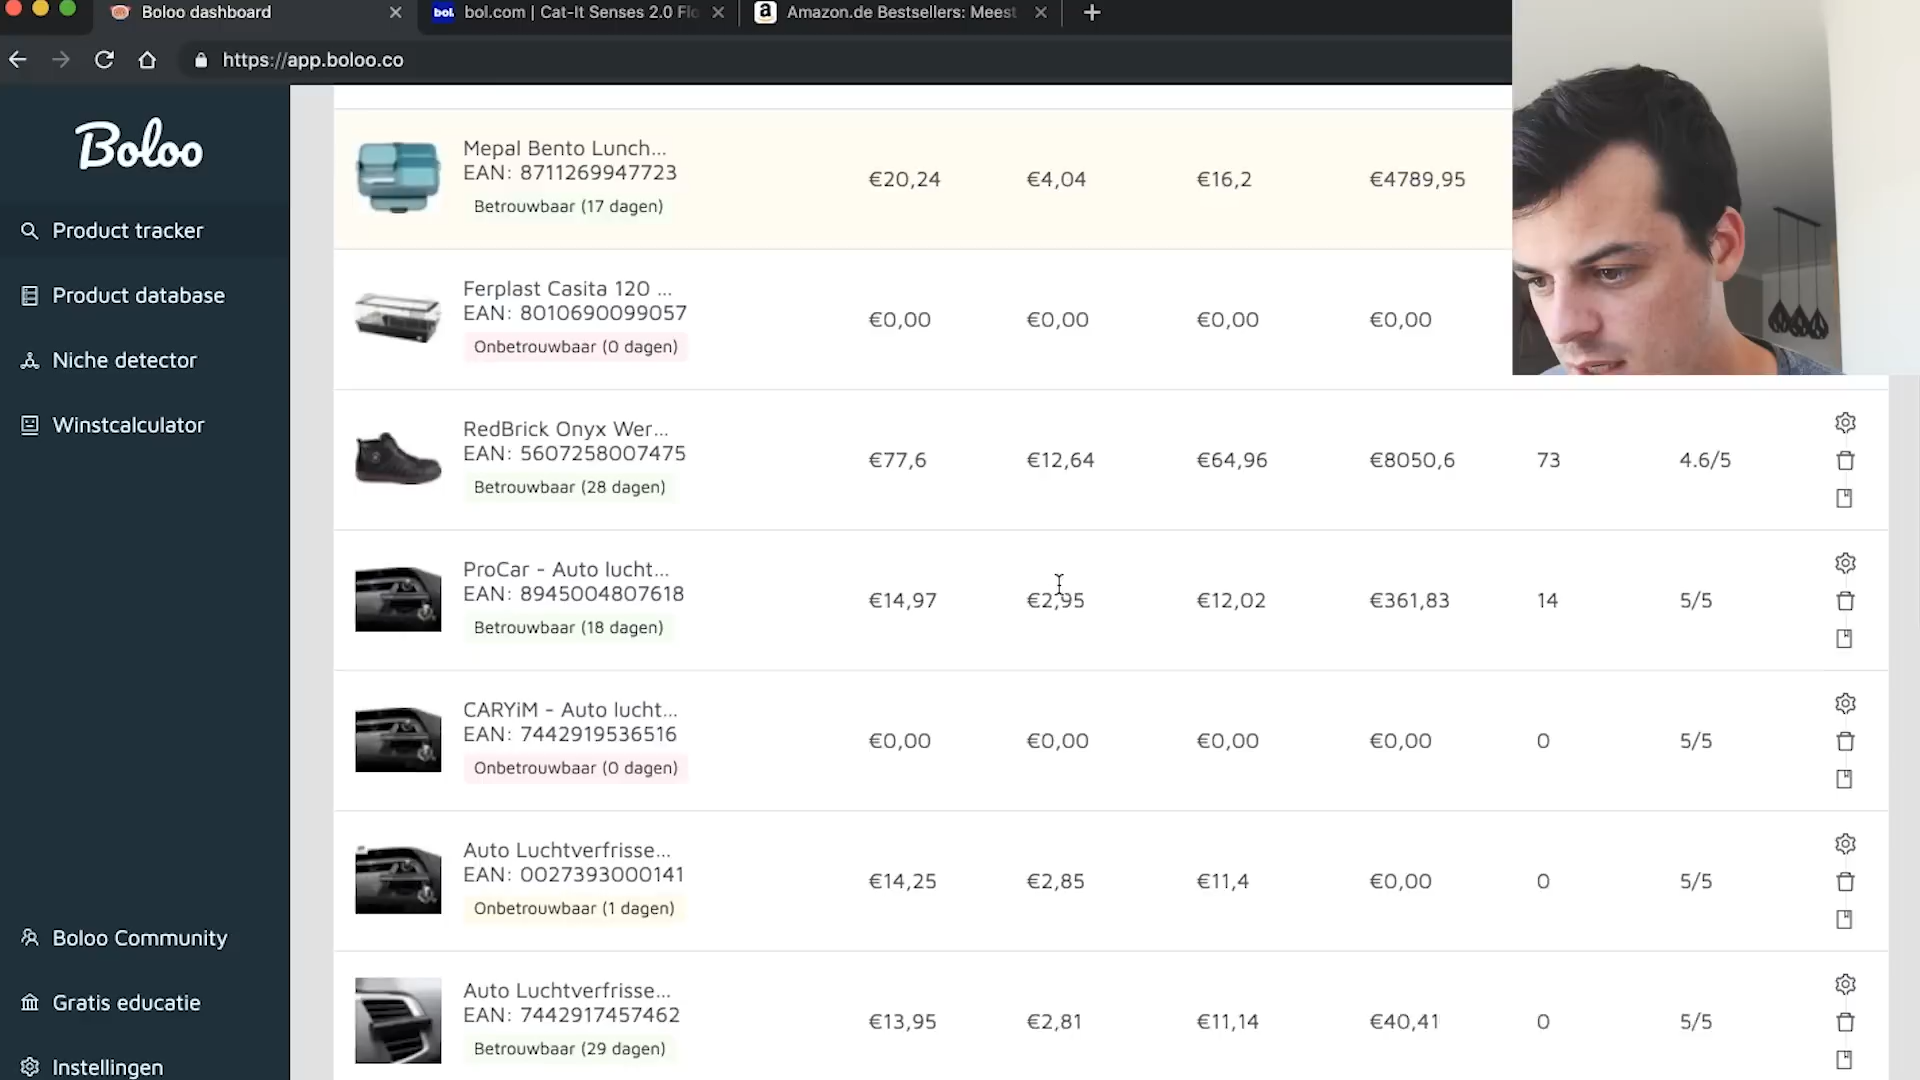 Boloo dashboard
bol. bol.com | Cat-It Senses 2.0 Flo
a Amazon.de Bestsellers: Meest
https://app.boloo.co
Boloo
Product tracker
Product database
Niche detector
Winstcalculator
Boloo Community
Gratis educatie
Instellingen
Mepal Bento Lunch...
EAN: 8711269947723
Betrouwbaar (17 dagen)
€20,24 €4,04 €16,2 €4789,95
Ferplast Casita 120 ...
EAN: 8010690099057
Onbetrouwbaar (0 dagen)
€0,00 €0,00 €0,00 €0,00
RedBrick Onyx Wer...
EAN: 5607258007475
Betrouwbaar (28 dagen)
€77,6 €12,64 €64,96 €8050,6 73 4.6/5
ProCar - Auto lucht...
EAN: 8945004807618
Betrouwbaar (18 dagen)
€14,97 €2,95 €12,02 €361,83 14 5/5
CARYiM - Auto lucht...
EAN: 7442919536516
Onbetrouwbaar (0 dagen)
€0,00 €0,00 €0,00 €0,00 0 5/5
Auto Luchtverfrisse...
EAN: 0027393000141
Onbetrouwbaar (1 dagen)
€14,25 €2,85 €11,4 €0,00 0 5/5
Auto Luchtverfrisse...
EAN: 7442917457462
Betrouwbaar (29 dagen)
€13,95 €2,81 €11,14 €40,41 0 5/5